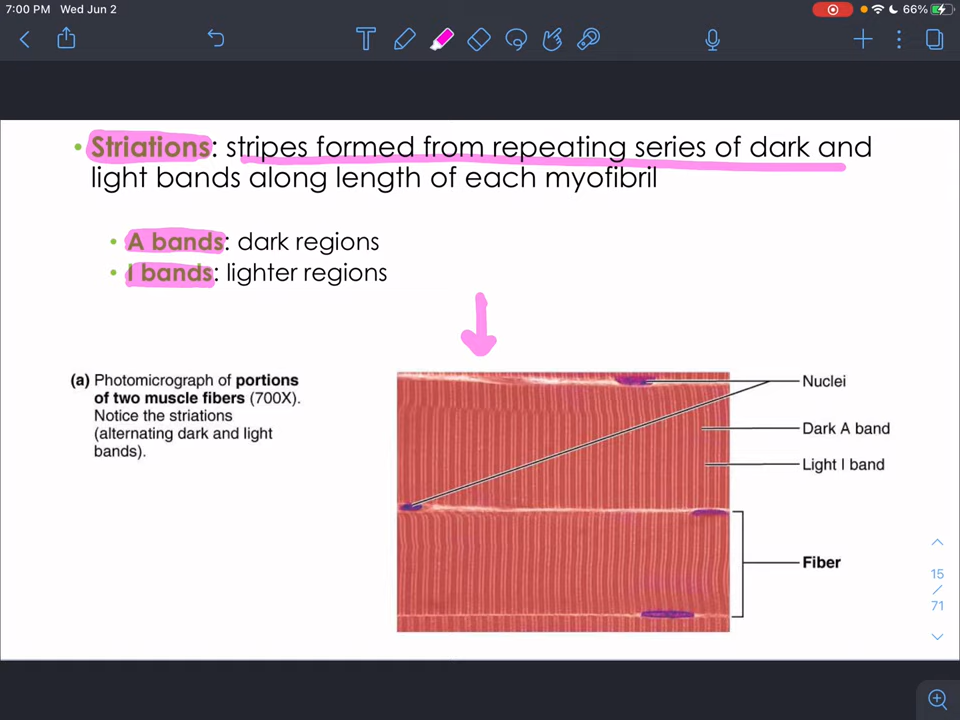 7:00 PM Wed Jun 2
66%
• Striations: stripes formed from repeating series of dark and
light bands along length of each myofibril
• A bands: dark regions
• I bands: lighter regions
(a) Photomicrograph of portions
of two muscle fibers (700X).
Notice the striations
(alternating dark and light
bands).
Nuclei
Dark A band
Light I band
Fiber
15
/
71